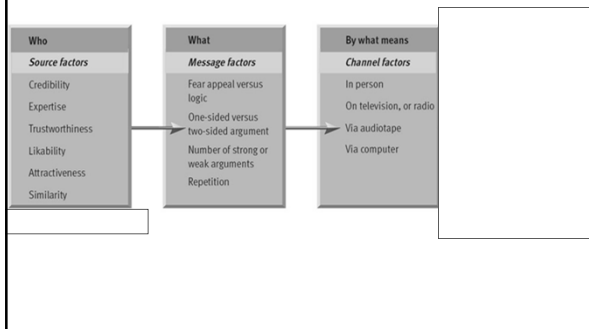 Who
Source factors
Credibility
Expertise
Trustworthiness
Likability
Attractiveness
Similarity
What
Message factors
Fear appeal versus
logic
One-sided versus
two-sided argument
Number of strong or
weak arguments
Repetition
By what means
Channel factors
In person
On television, or radio
Via audiotape
Via computer